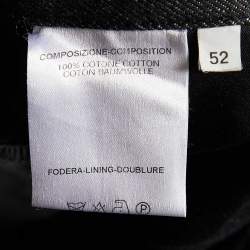 COMPOSIZIONE-COMPOSITION
100% COTONE COTTON
COTON BAUMWOLLE
52
FODERA-LINING-DOUBLURE